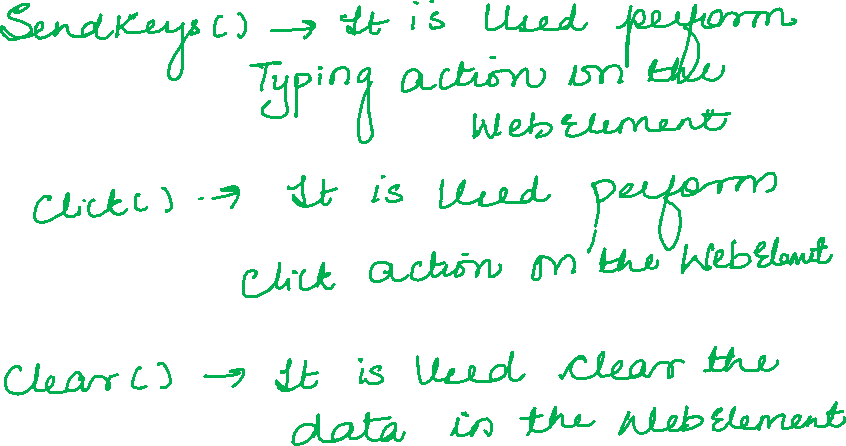 SendKeys() → It is Used perform
Typing action on the
WebElement
Click() → It is Used perform
Click action on the WebElemt
Clear() → It is Used clear the
data in the WebElement